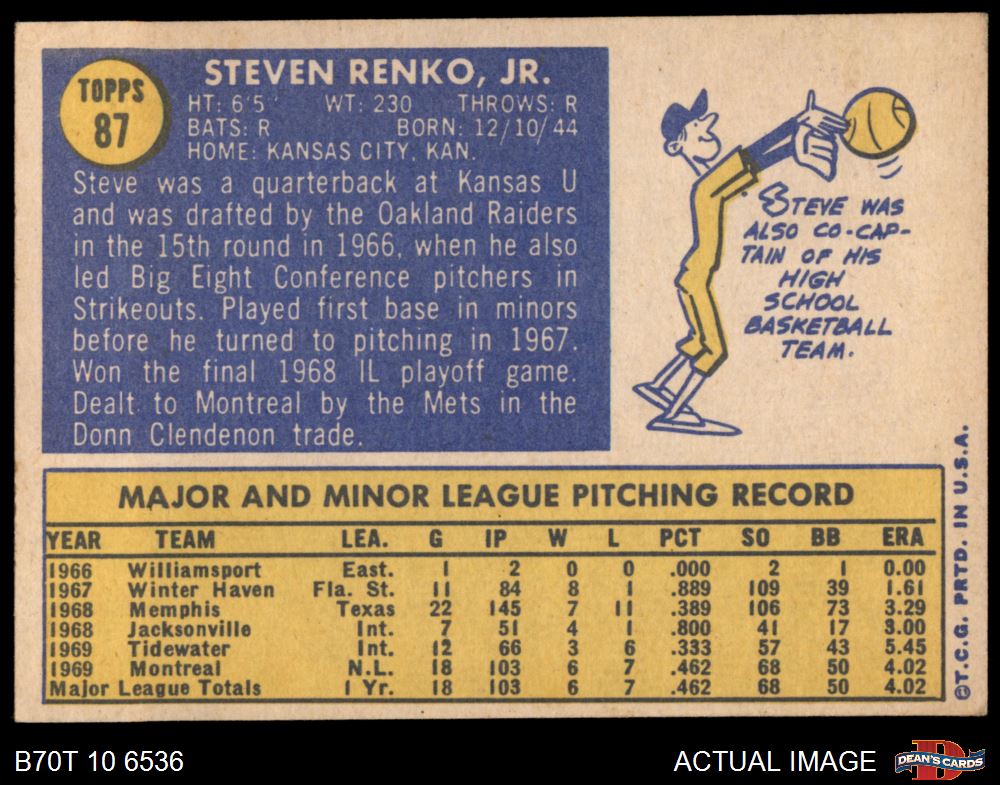 TOPPS
87
STEVEN RENKO, JR.
HT: 6'5" WT: 230 THROWS: R
BATS: R BORN: 12/10/44
HOME: KANSAS CITY, KAN.
Steve was a quarterback at Kansas U
and was drafted by the Oakland Raiders
in the 15th round in 1966, when he also
led Big Eight Conference pitchers in
Strikeouts. Played first base in minors
before he turned to pitching in 1967.
Won the final 1968 IL playoff game.
Dealt to Montreal by the Mets in the
Donn Clendenon trade.
STEVE WAS
ALSO CO-CAP-
TAIN OF HIS
HIGH
SCHOOL
BASKETBALL
TEAM.
MAJOR AND MINOR LEAGUE PITCHING RECORD
YEAR TEAM LEA. G IP W L PCT SO BB ERA
1966 Williamsport East. 1 2 0 0 .000 2 1 0.00
1967 Winter Haven Fla. St. 11 84 8 1 .889 109 39 1.61
1968 Memphis Texas 22 145 7 11 .389 106 73 3.29
1968 Jacksonville Int. 7 51 4 1 .800 41 17 3.00
1969 Tidewater Int. 12 66 3 6 .333 57 43 5.45
1969 Montreal N.L. 18 103 6 7 .462 68 50 4.02
Major League Totals 1 Yr. 18 103 6 7 .462 68 50 4.02
©T.C.G. PRTD. IN U.S.A.
B70T 10 6536
ACTUAL IMAGE
D
DEAN'S CARDS